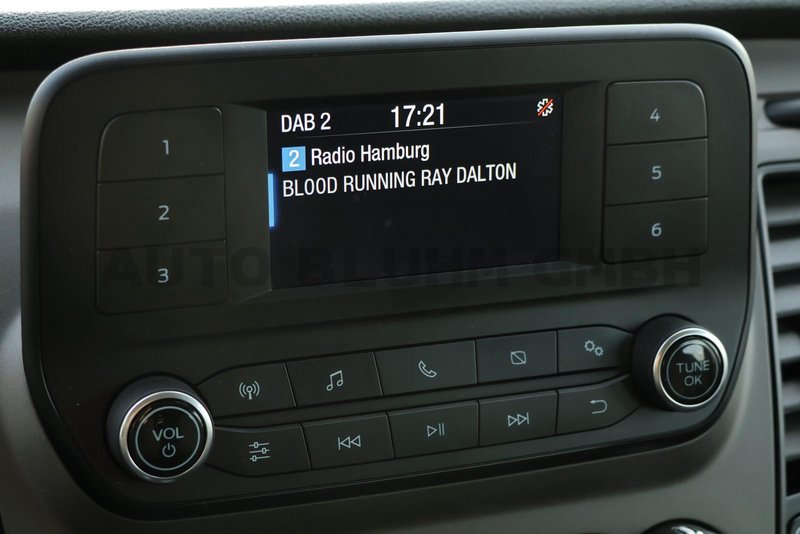 DAB 2 17:21
2 Radio Hamburg
BLOOD RUNNING RAY DALTON
1
2
3
4
5
6
AUTO BLUHM GMBH
VOL
TUNE
OK